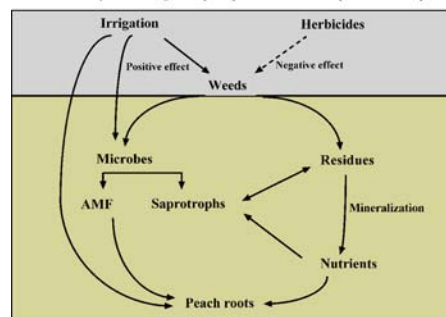 Irrigation Herbicides
Positive effect Negative effect
Weeds
Microbes Residues
AMF Saprotrophs Mineralization
Nutrients
Peach roots